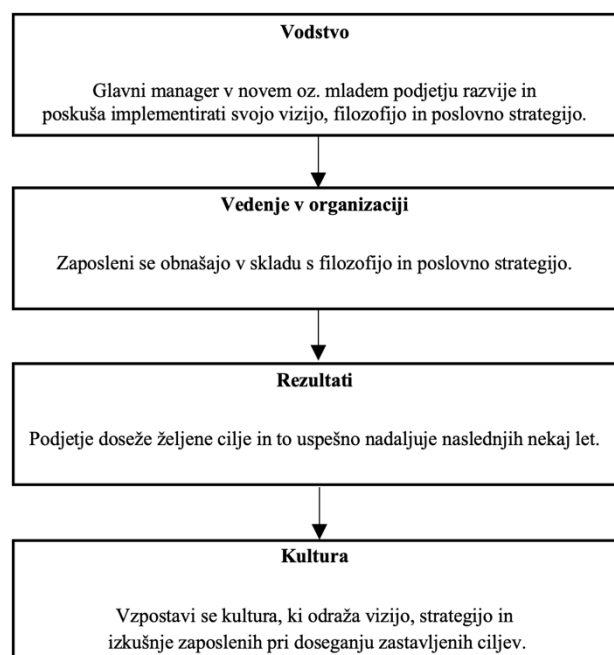 Vodstvo
Glavni manager v novem oz. mladem podjetju razvije in
poskuša implementirati svojo vizijo, filozofijo in poslovno strategijo.
Vedenje v organizaciji
Zaposleni se obnašajo v skladu s filozofijo in poslovno strategijo.
Rezultati
Podjetje doseže željene cilje in to uspešno nadaljuje naslednjih nekaj let.
Kultura
Vzpostavi se kultura, ki odraža vizijo, strategijo in
izkušnje zaposlenih pri doseganju zastavljenih ciljev.